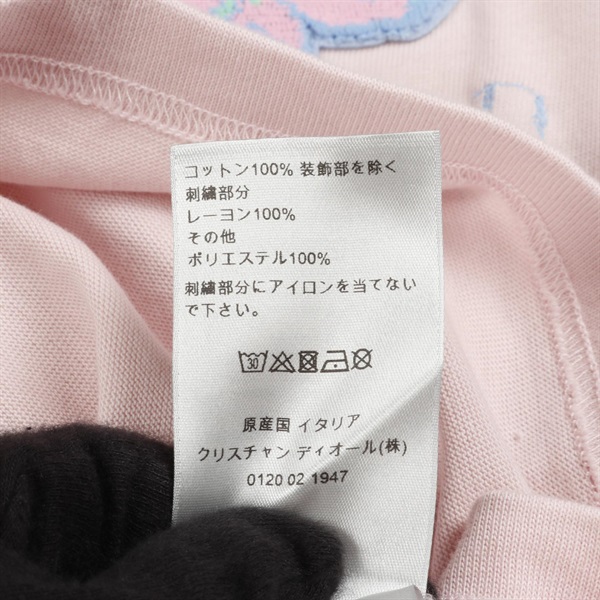 コットン100% 装飾部を除く
刺繍部分
レーヨン100%
その他
ポリエステル100%
刺繍部分にアイロンを当てない
で下さい。
30
原産国 イタリア
クリスチャン ディオール(株)
0120 02 1947